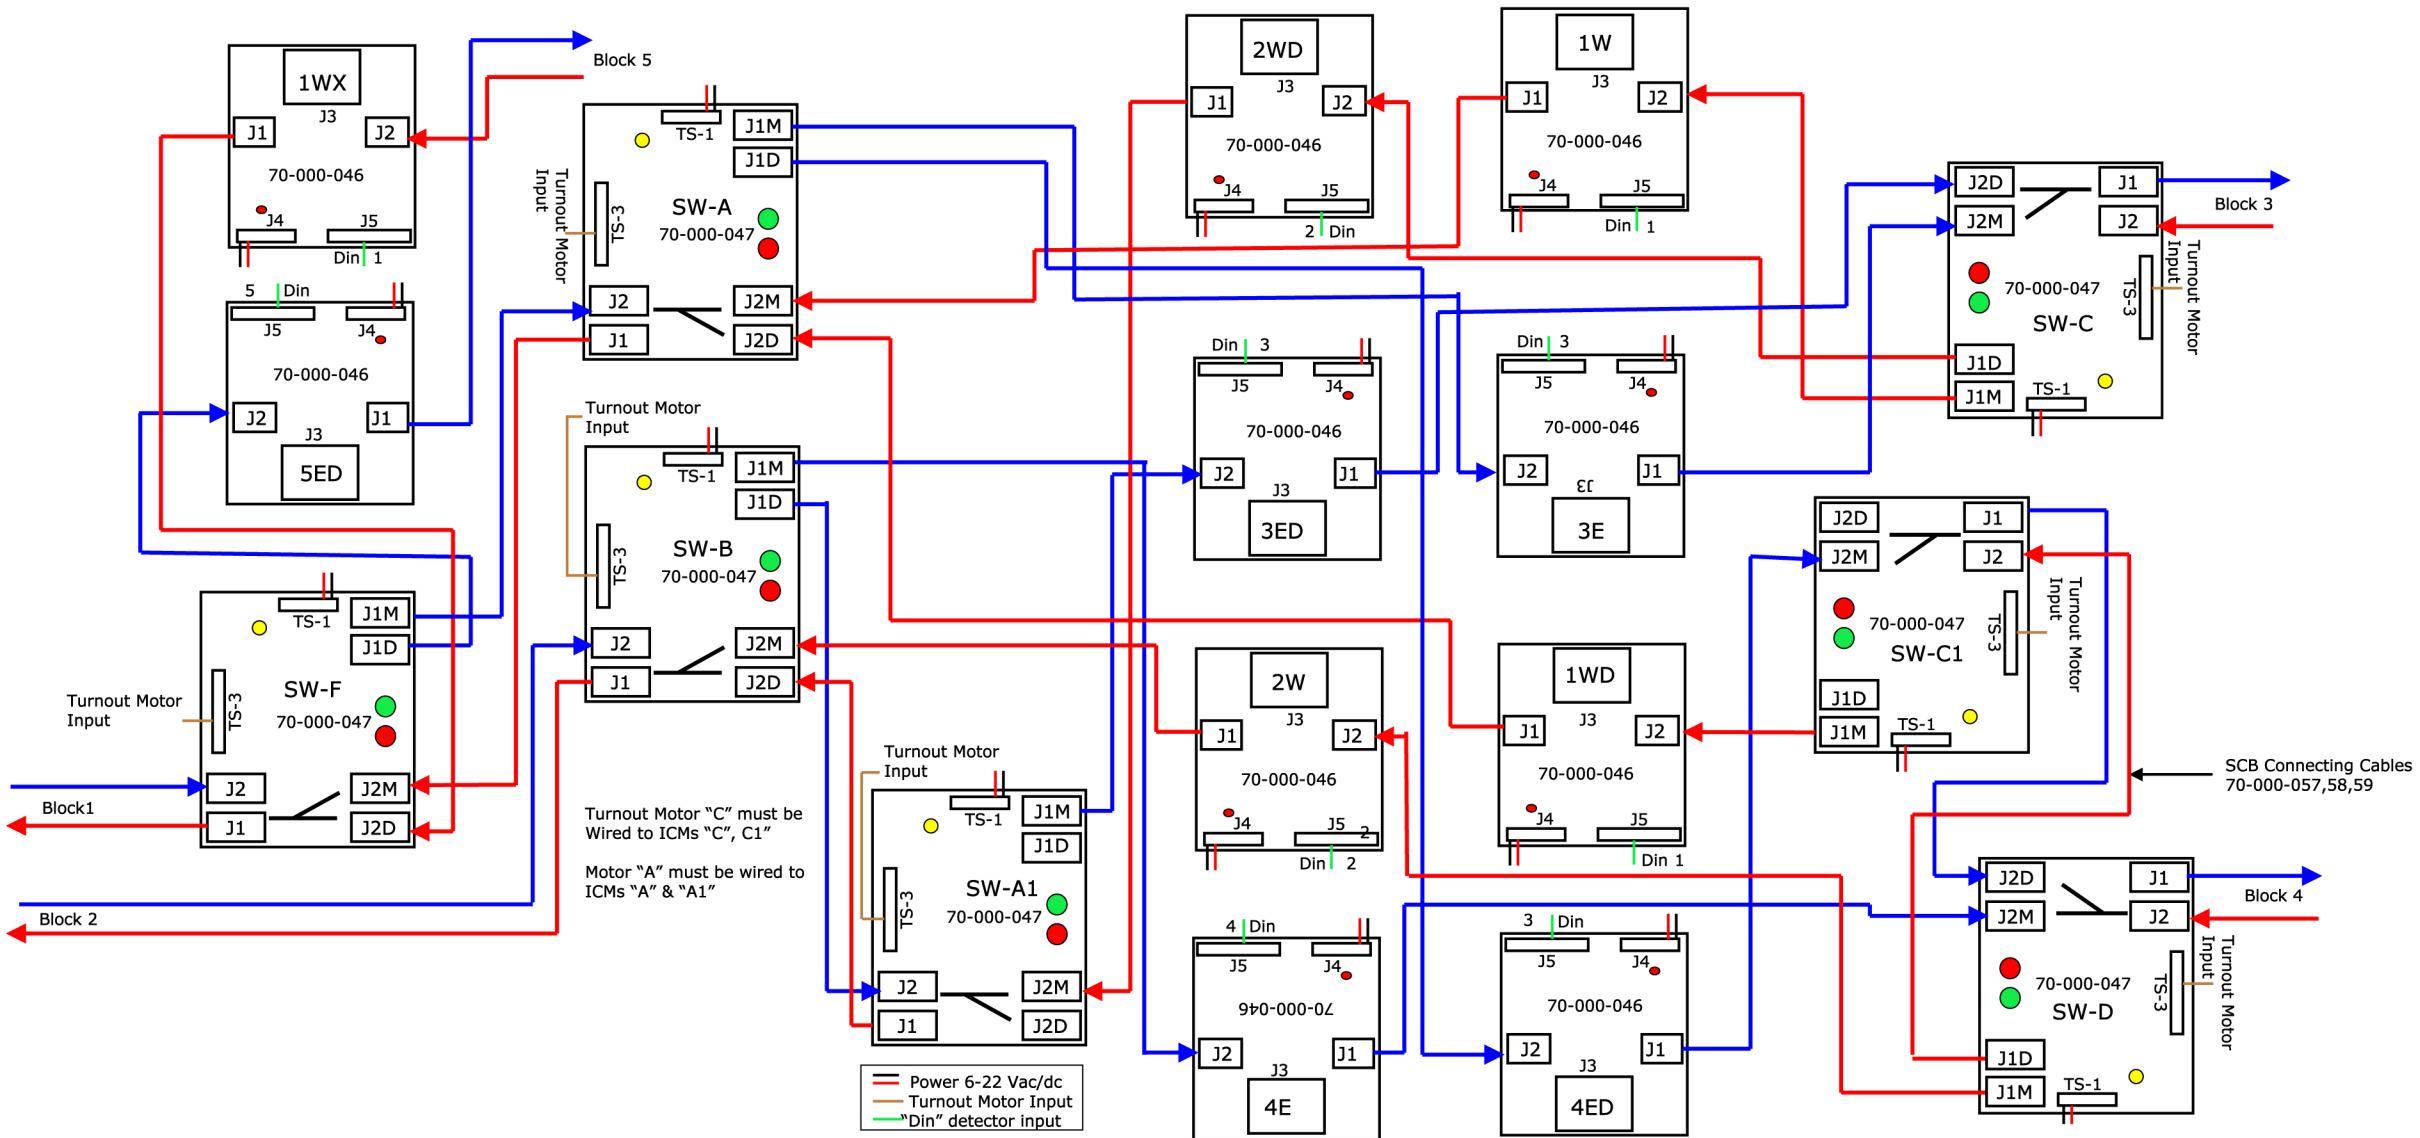 1WX
J3
J1
J2
70-000-046
J4
J5
Din 1
Block 5
5 Din
J5
J4
70-000-046
J2
J1
J3
5ED
TS-1
J1M
J1D
Turnout Motor
Input
TS-3
SW-A
70-000-047
J2
J2M
J1
J2D
2WD
J3
J1
J2
70-000-046
J4
J5
2 Din
1W
J3
J1
J2
70-000-046
J4
J5
Din 1
J2D
J1
J2M
J2
Block 3
Turnout Motor
Input
TS-3
70-000-047
SW-C
J1D
J1M
TS-1
Din 3
J5
J4
70-000-046
J2
J1
J3
3ED
Din 3
J5
J4
70-000-046
J2
J1
J3
3E
Turnout Motor
Input
TS-1
J1M
J1D
TS-3
SW-B
70-000-047
J2
J2M
J1
J2D
TS-1
J1M
J1D
Turnout Motor
Input
TS-3
SW-F
70-000-047
J2
J2M
J1
J2D
Block1
Block 2
Turnout Motor “C” must be
Wired to ICMs “C”, C1”
Motor “A” must be wired to
ICMs “A” & “A1”
Turnout Motor
Input
TS-1
J1M
J1D
TS-3
SW-A1
70-000-047
J2
J2M
J1
J2D
2W
J3
J1
J2
70-000-046
J4
J5
2
Din 2
1WD
J3
J1
J2
70-000-046
J4
J5
Din 1
J2D
J1
J2M
J2
Turnout Motor
Input
TS-3
70-000-047
SW-C1
J1D
J1M
TS-1
SCB Connecting Cables
70-000-057,58,59
4 Din
J5
J4
70-000-046
J2
J1
J3
4E
3 Din
J5
J4
70-000-046
J2
J1
J3
4ED
J2D
J1
J2M
J2
Block 4
Turnout Motor
Input
TS-3
70-000-047
SW-D
J1D
J1M
TS-1
Power 6-22 Vac/dc
Turnout Motor Input
“Din” detector input